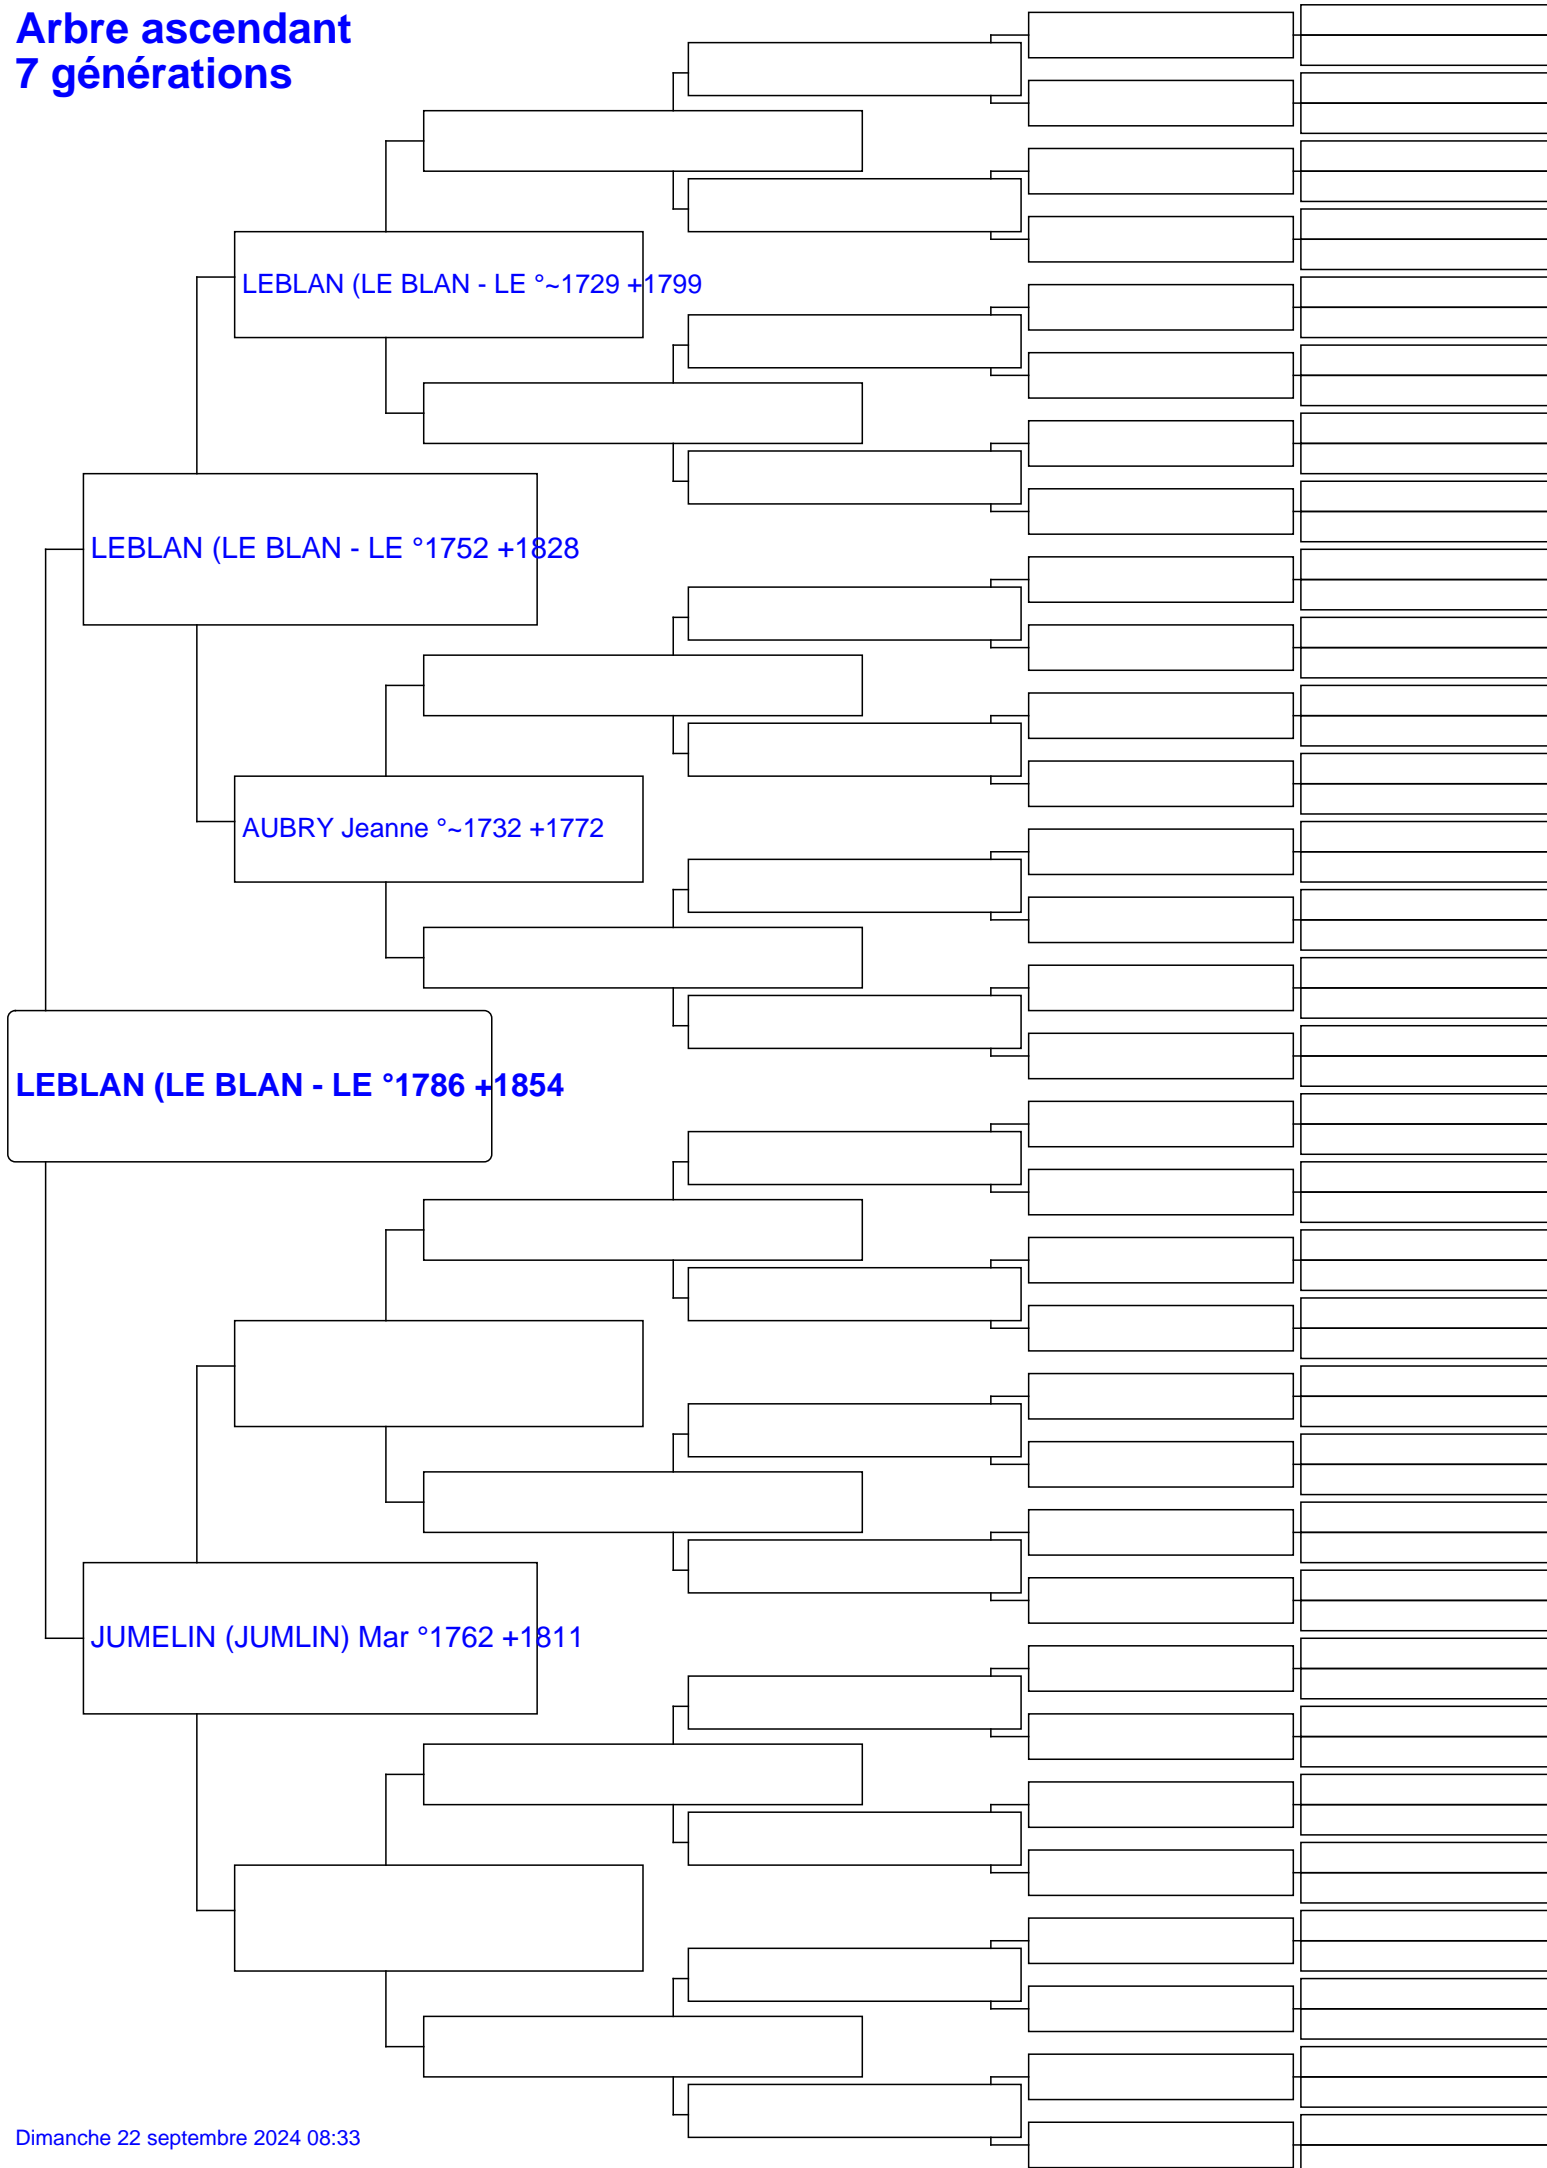 Arbre ascendant
7 générations
LEBLAN (LE BLAN - LE °~1729 +1799
LEBLAN (LE BLAN - LE °1752 +1828
AUBRY Jeanne °~1732 +1772
LEBLAN (LE BLAN - LE °1786 +1854
JUMELIN (JUMLIN) Mar °1762 +1811
Dimanche 22 septembre 2024 08:33